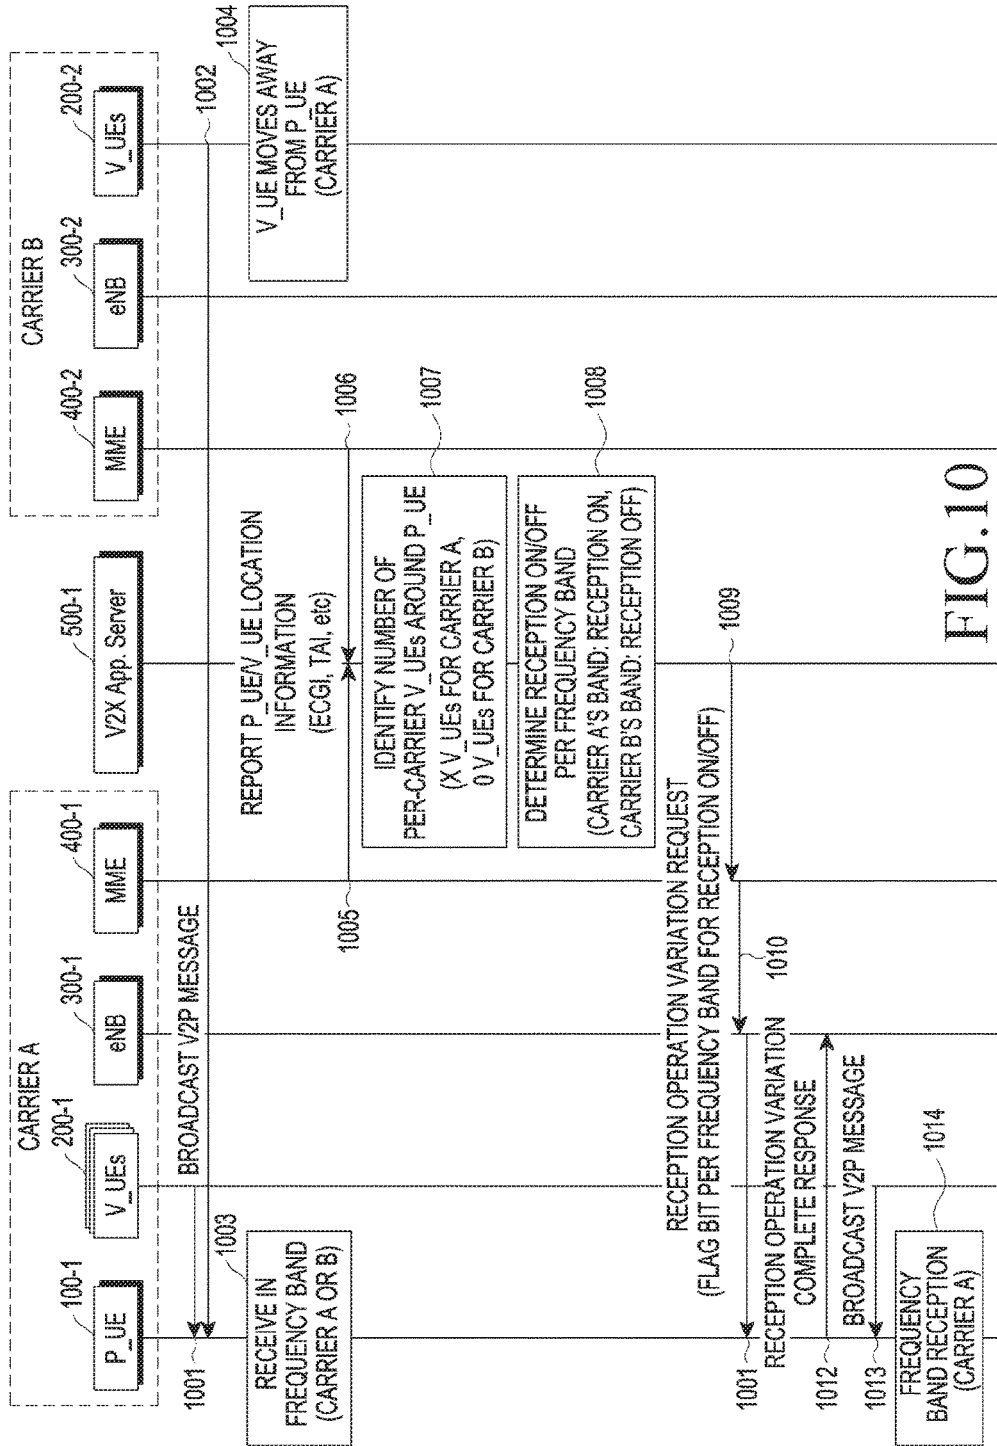 CARRIER A
CARRIER B
100-1
200-1
300-1
400-1
500-1
400-2
300-2
200-2
P_UE
V_UEs
eNB
MME
V2X App. Server
MME
eNB
V_UEs
BROADCAST V2P MESSAGE
1001
1002
1003
RECEIVE IN
FREQUENCY BAND
(CARRIER A OR B)
1004
V_UE MOVES AWAY
FROM P_UE
(CARRIER A)
REPORT P_UE/V_UE LOCATION
INFORMATION
(ECGI, TAI, etc)
1005
1006
IDENTIFY NUMBER OF
PER-CARRIER V_UEs AROUND P_UE
(X V_UEs FOR CARRIER A,
0 V_UEs FOR CARRIER B)
1007
DETERMINE RECEPTION ON/OFF
PER FREQUENCY BAND
(CARRIER A'S BAND: RECEPTION ON,
CARRIER B'S BAND: RECEPTION OFF)
1008
RECEPTION OPERATION VARIATION REQUEST
(FLAG BIT PER FREQUENCY BAND FOR RECEPTION ON/OFF)
1009
1010
1001
RECEPTION OPERATION VARIATION
COMPLETE RESPONSE
1012
BROADCAST V2P MESSAGE
1013
FREQUENCY
BAND RECEPTION
(CARRIER A)
1014
FIG.10